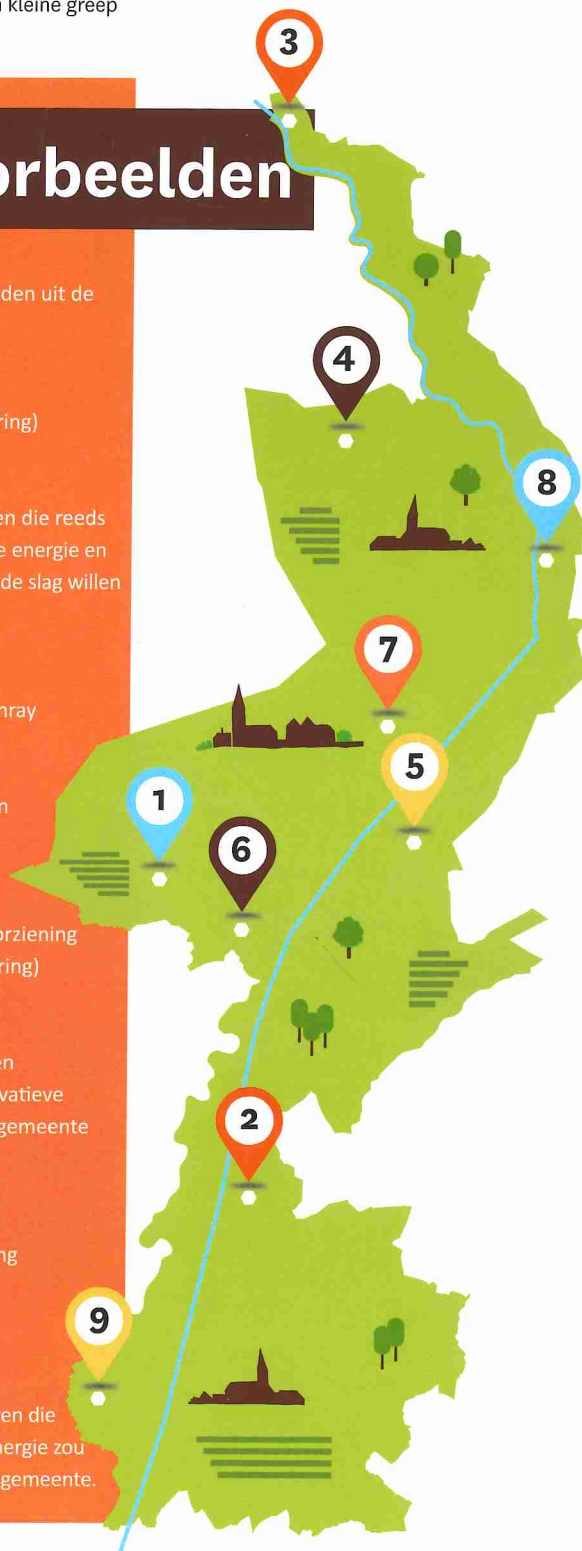 kleine greep
orbeelden
den uit de
ring)
en die reeds
e energie en
de slag willen
nray
n
orziening
ring)
en
vatieve
gemeente
ng
en die
nergie zou
gemeente.
3
4
8
7
5
1
6
2
9